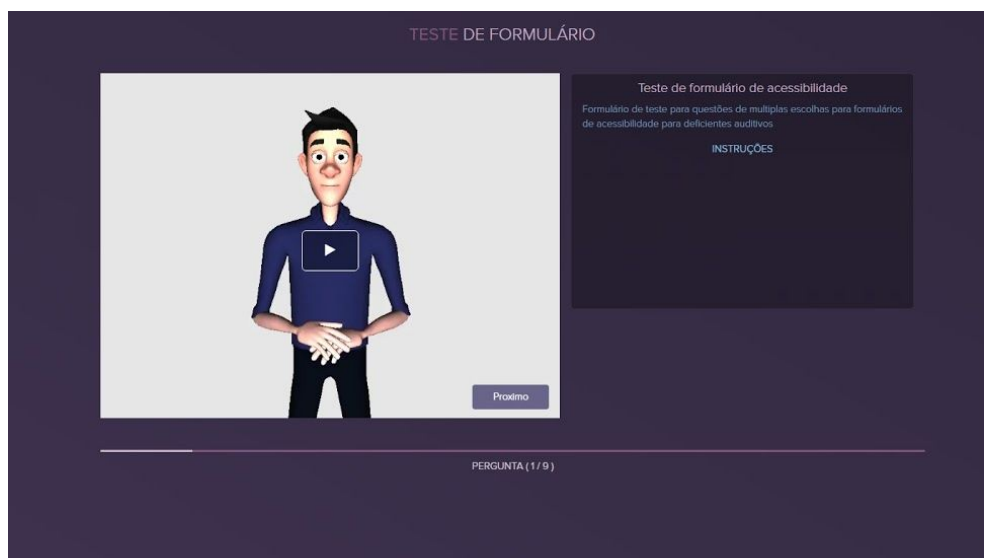 TESTE DE FORMULÁRIO
Teste de formulário de acessibilidade
Formulário de teste para questões de multiplas escolhas para formulários
de acessibilidade para deficientes auditivos
INSTRUÇÕES
Proximo
PERGUNTA ( 1 / 9 )